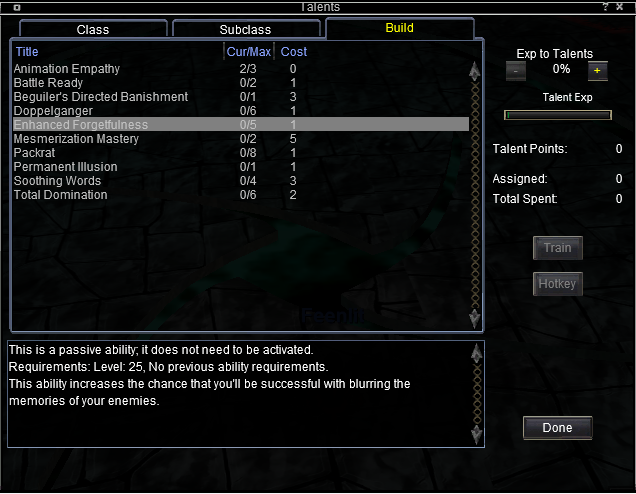 Talents
? ×
Class Subclass Build
Title Cur/Max Cost
Animation Empathy 2/3 0
Battle Ready 0/2 1
Beguiler's Directed Banishment 0/1 3
Doppelganger 0/6 1
Enhanced Forgetfulness 0/5 1
Mesmerization Mastery 0/2 5
Packrat 0/8 1
Permanent Illusion 0/1 1
Soothing Words 0/4 3
Total Domination 0/6 2
Exp to Talents
- 0% +
Talent Exp
Talent Points: 0
Assigned: 0
Total Spent: 0
Train
Hotkey
This is a passive ability; it does not need to be activated.
Requirements: Level: 25, No previous ability requirements.
This ability increases the chance that you'll be successful with blurring the
memories of your enemies.
Done